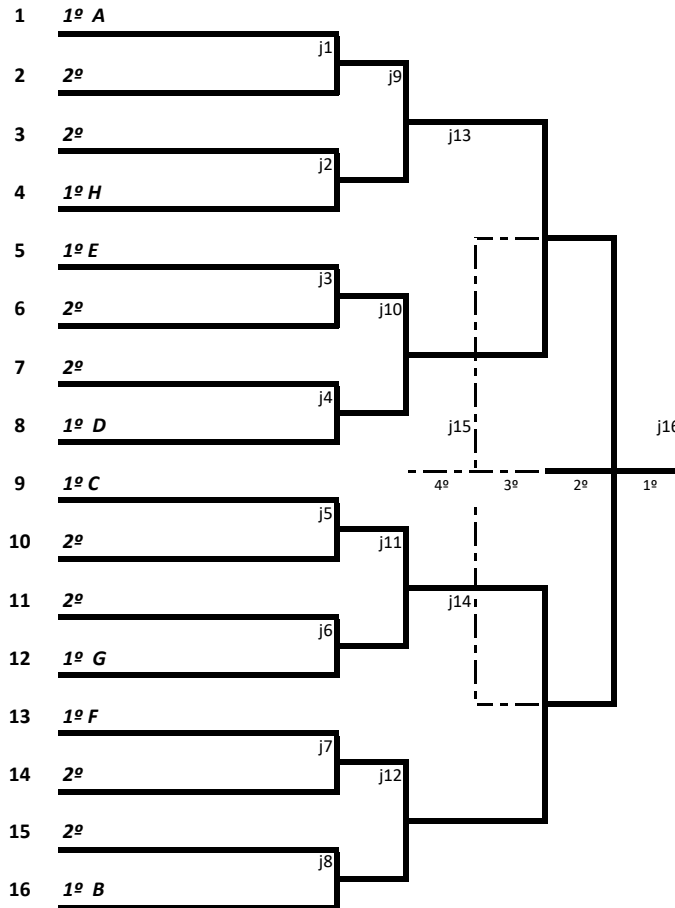 1 1º A
j1
2 2º
j9
3 2º
j13
j2
4 1º H
5 1º E
j3
6 2º
j10
7 2º
j4
8 1º D
j15
j16
9 1º C
4º 3º 2º 1º
j5
10 2º
j11
11 2º
j14
j6
12 1º G
13 1º F
j7
14 2º
j12
15 2º
j8
16 1º B